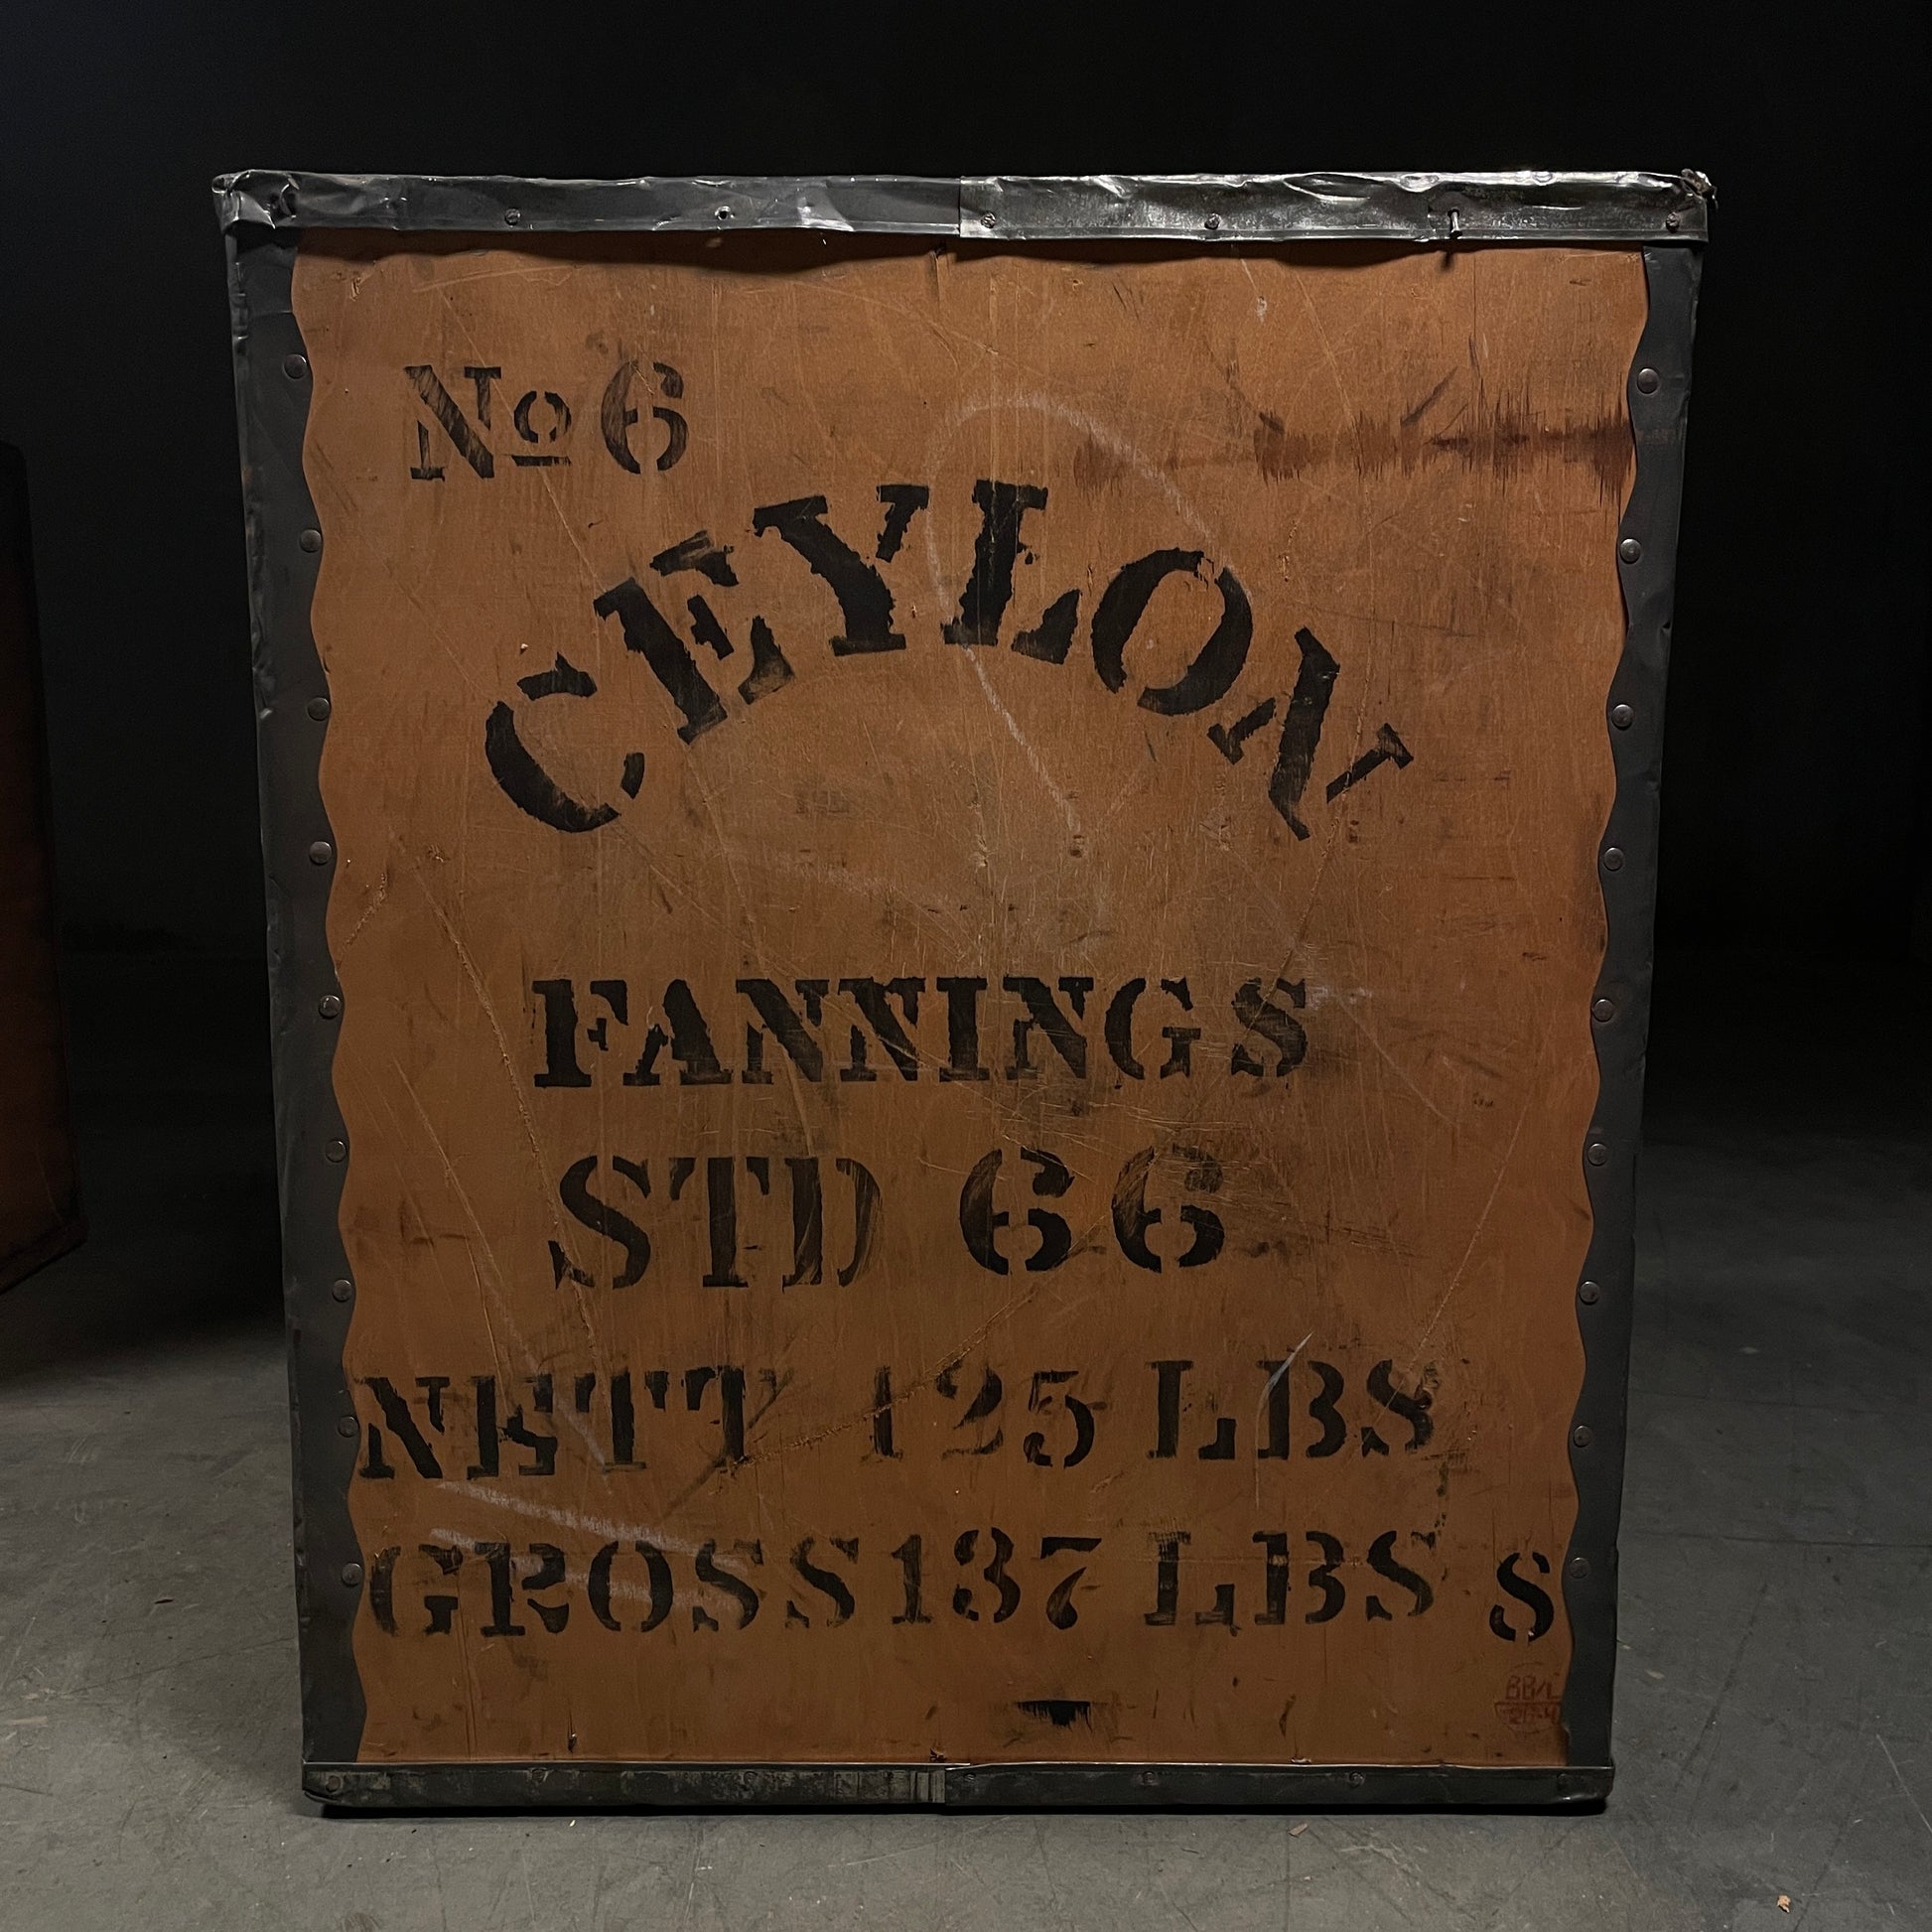 No 6
CEYLON
FANNINGS
STD 66
NETT 125 LBS
GROSS 137 LBS S